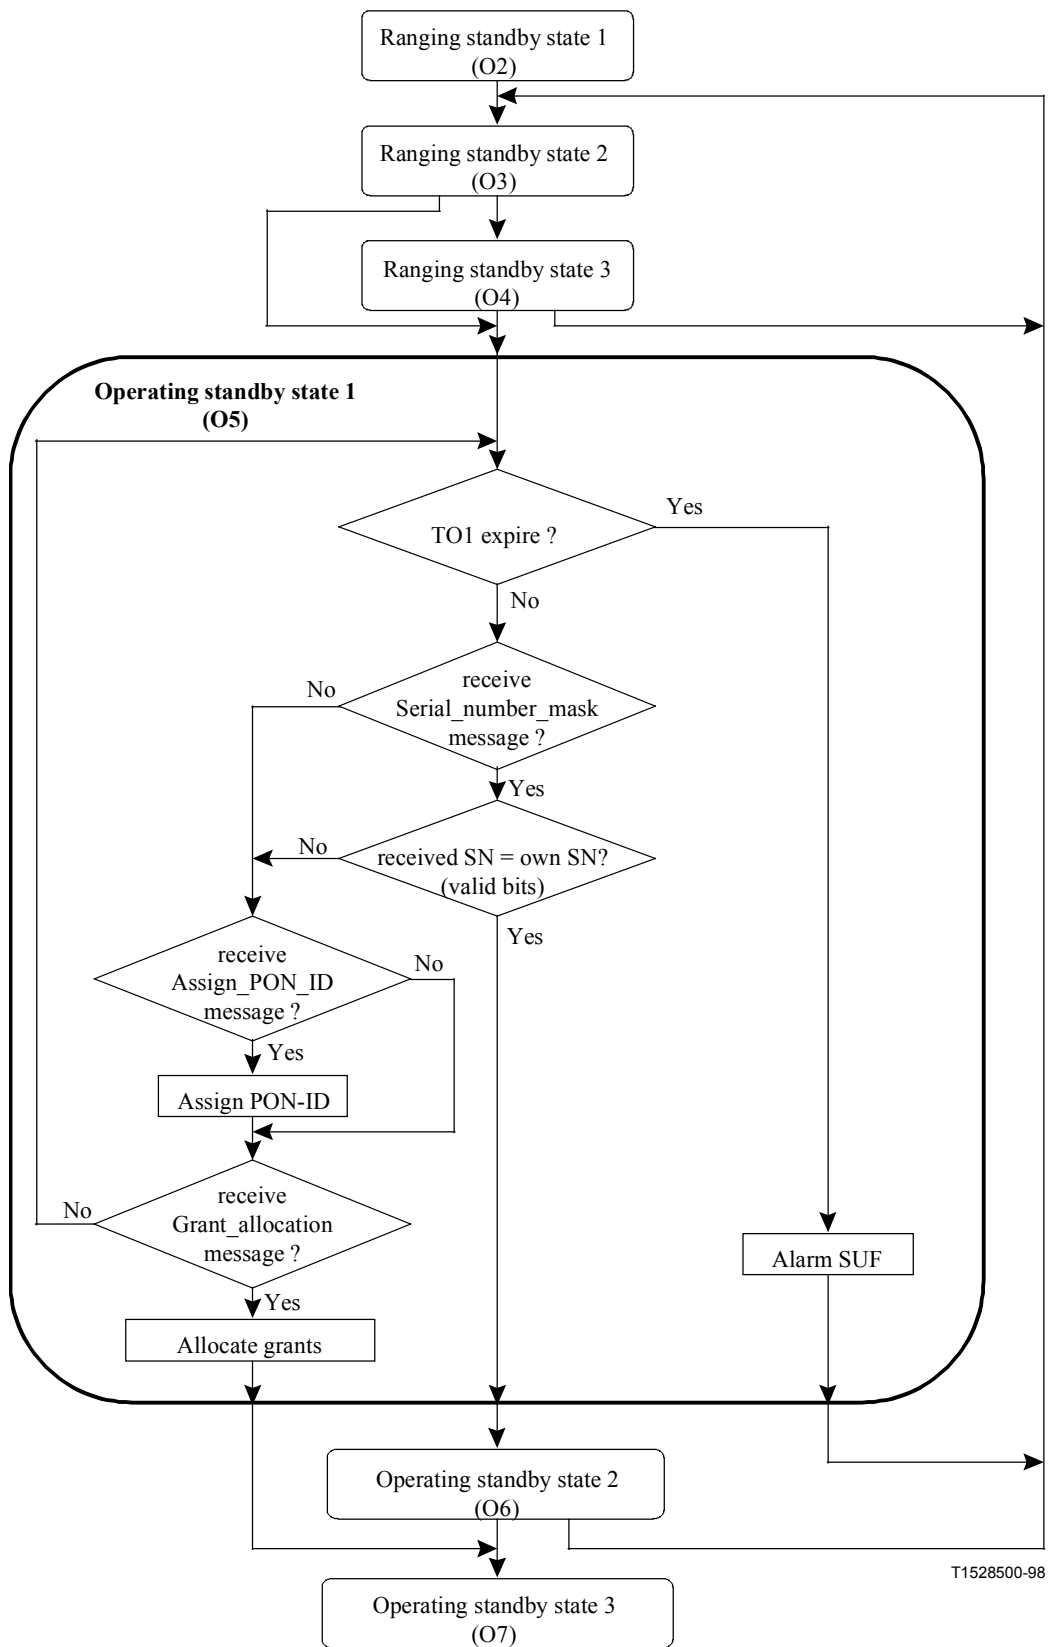 Ranging standby state 1
(O2)
Ranging standby state 2
(O3)
Ranging standby state 3
(O4)
Operating standby state 1
(O5)
TO1 expire ?
Yes
No
receive
Serial_number_mask
message ?
No
Yes
received SN = own SN?
(valid bits)
No
Yes
receive
Assign_PON_ID
message ?
No
Yes
Assign PON-ID
receive
Grant_allocation
message ?
No
Yes
Allocate grants
Alarm SUF
Operating standby state 2
(O6)
T1528500-98
Operating standby state 3
(O7)